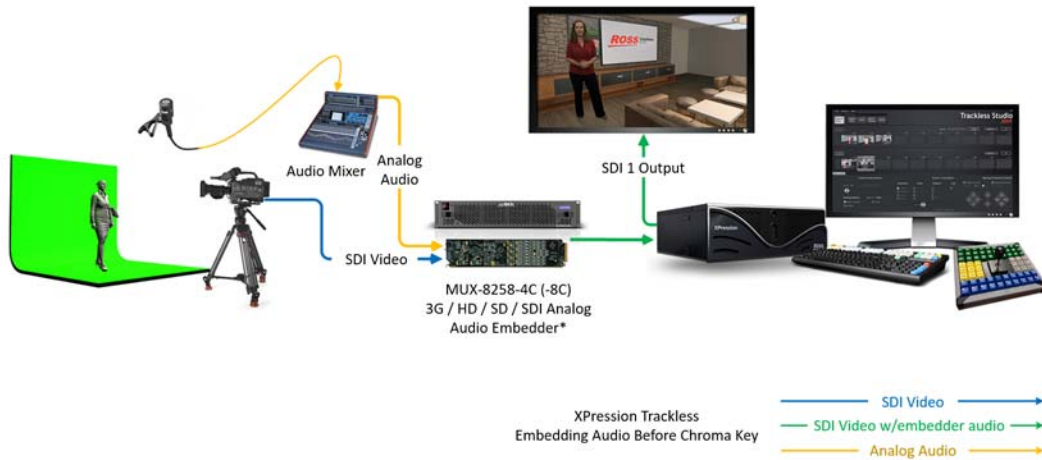 ROSS
Trackless Studio
Audio Mixer
Analog
Audio
SDI 1 Output
XPression
SDI Video
MUX-8258-4C (-8C)
3G / HD / SD / SDI Analog
Audio Embedder*
XPression Trackless
Embedding Audio Before Chroma Key
SDI Video
SDI Video w/embedder audio
Analog Audio